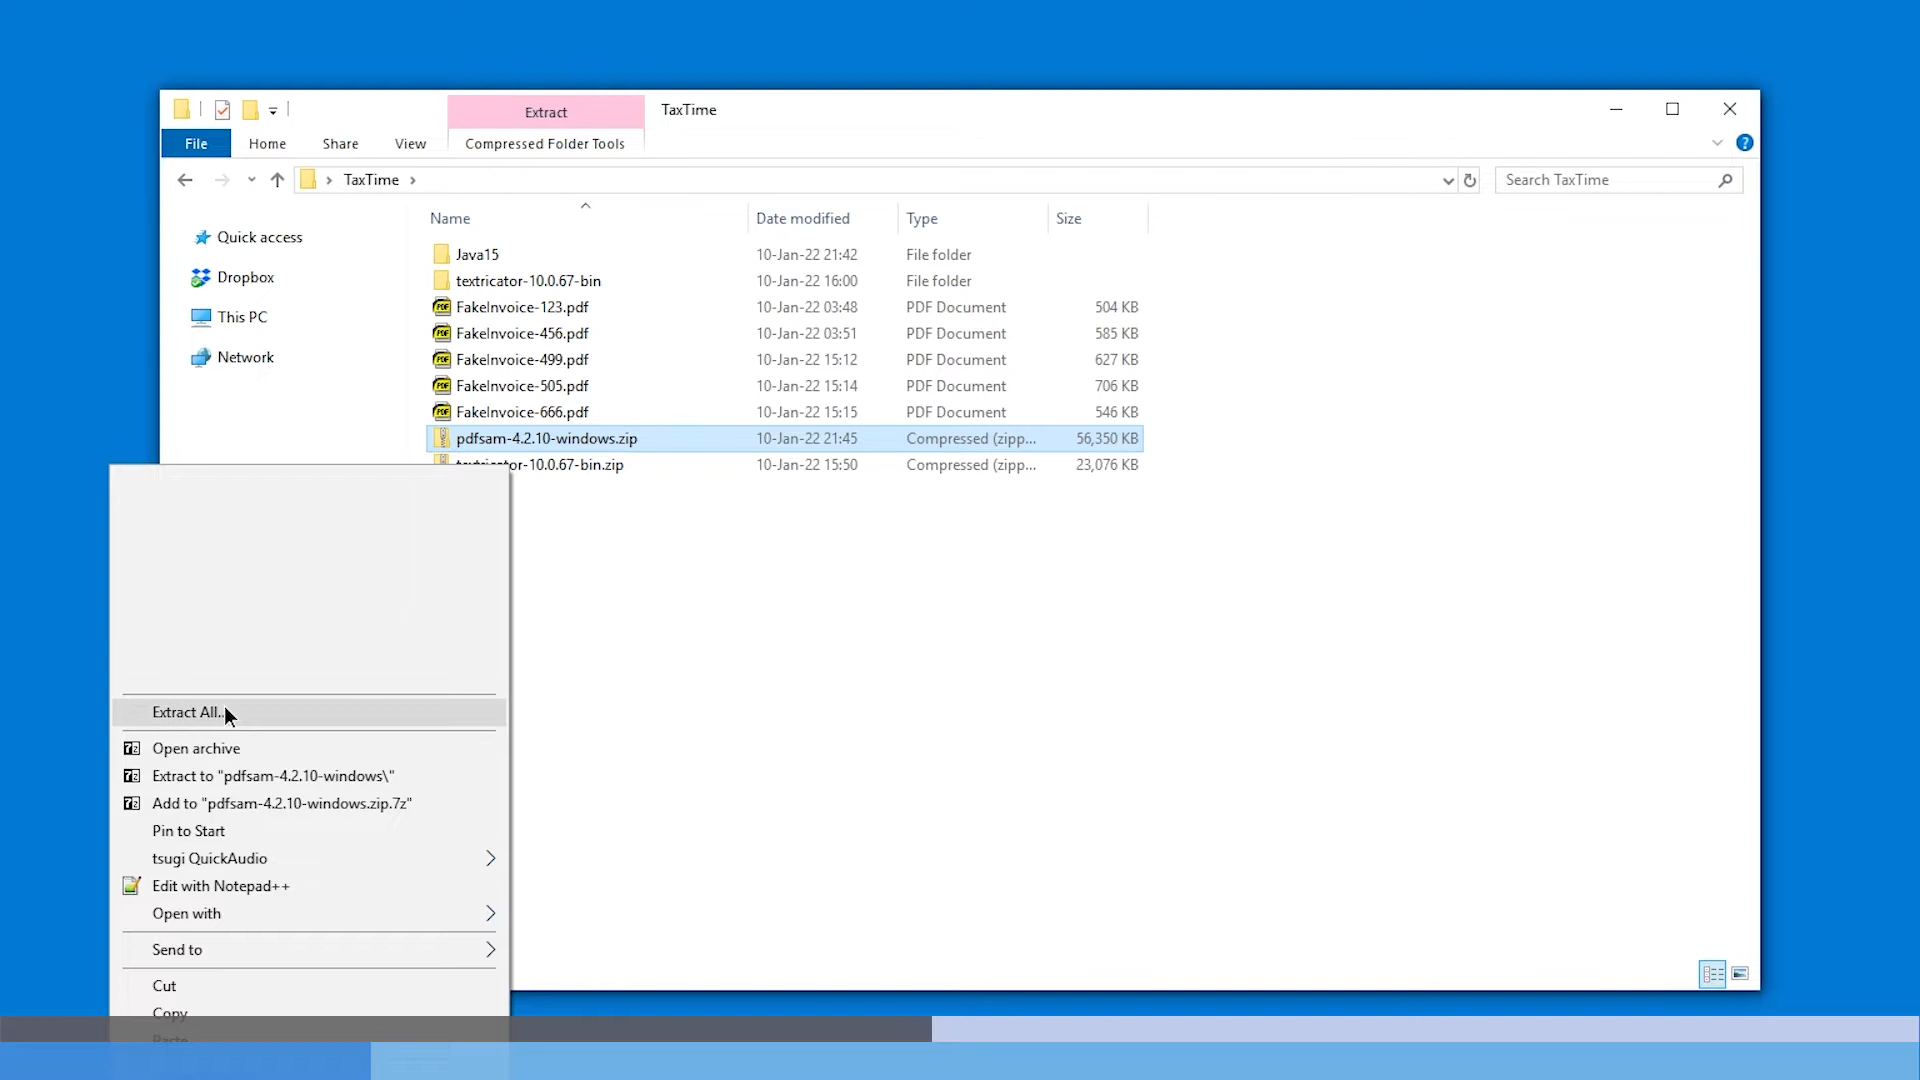 Extract
TaxTime
File
Home
Share
View
Compressed Folder Tools
?
TaxTime
Search TaxTime
Name
Date modified
Type
Size
Quick access
Dropbox
This PC
Network
Java15
10-Jan-22 21:42
File folder
textricator-10.0.67-bin
10-Jan-22 16:00
File folder
FakeInvoice-123.pdf
10-Jan-22 03:48
PDF Document
504 KB
FakeInvoice-456.pdf
10-Jan-22 03:51
PDF Document
585 KB
FakeInvoice-499.pdf
10-Jan-22 15:12
PDF Document
627 KB
FakeInvoice-505.pdf
10-Jan-22 15:14
PDF Document
706 KB
FakeInvoice-666.pdf
10-Jan-22 15:15
PDF Document
546 KB
pdfsam-4.2.10-windows.zip
10-Jan-22 21:45
Compressed (zipp...
56,350 KB
textricator-10.0.67-bin.zip
10-Jan-22 15:50
Compressed (zipp...
23,076 KB
Extract All...
Open archive
Extract to "pdfsam-4.2.10-windows\"
Add to "pdfsam-4.2.10-windows.zip.7z"
Pin to Start
tsugi QuickAudio
Edit with Notepad++
Open with
Send to
Cut
Copy
Paste